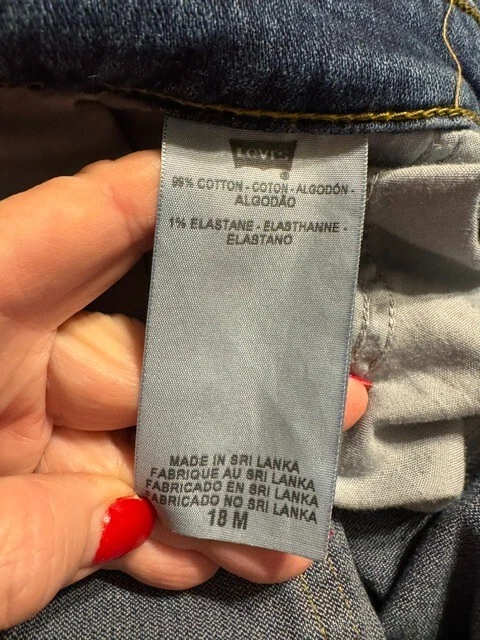 Levi's
®
99% COTTON - COTON - ALGODÓN -
ALGODÃO
1% ELASTANE - ELASTHANNE -
ELASTANO
MADE IN SRI LANKA
FABRIQUE AU SRI LANKA
FABRICADO EN SRI LANKA
FABRICADO NO SRI LANKA
18 M